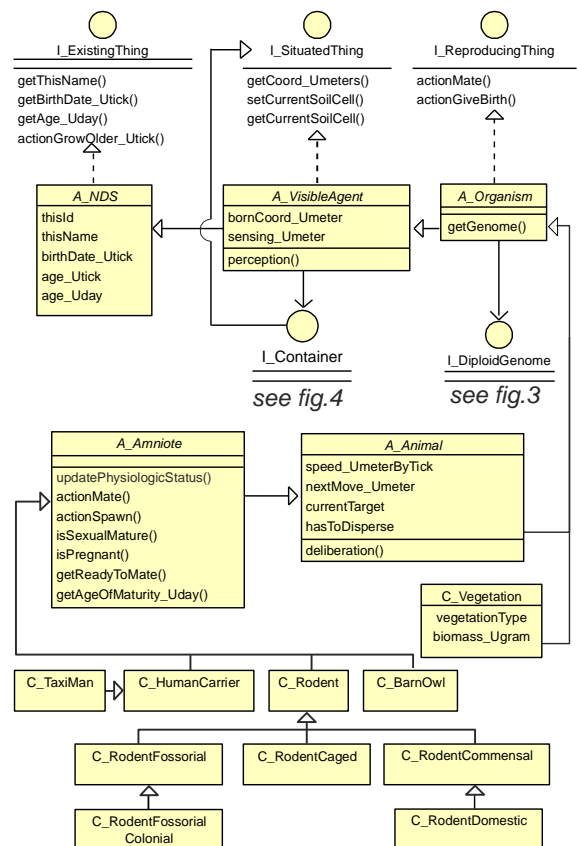 I_ExistingThing
getThisName()
getBirthDate_Utick()
getAge_Uday()
actionGrowOlder_Utick()
I_SituatedThing
getCoord_Umeters()
setCurrentSoilCell()
getCurrentSoilCell()
I_ReproducingThing
actionMate()
actionGiveBirth()
A_NDS
thisId
thisName
birthDate_Utick
age_Utick
age_Uday
A_VisibleAgent
bornCoord_Umeter
sensing_Umeter
perception()
A_Organism
getGenome()
I_Container
see fig.4
I_DiploidGenome
see fig.3
A_Amniote
updatePhysiologicStatus()
actionMate()
actionSpawn()
isSexualMature()
isPregnant()
getReadyToMate()
getAgeOfMaturity_Uday()
A_Animal
speed_UmeterByTick
nextMove_Umeter
currentTarget
hasToDisperse
deliberation()
C_Vegetation
vegetationType
biomass_Ugram
C_TaxiMan
C_HumanCarrier
C_Rodent
C_BarnOwl
C_RodentFossorial
C_RodentCaged
C_RodentCommensal
C_RodentFossorial
Colonial
C_RodentDomestic